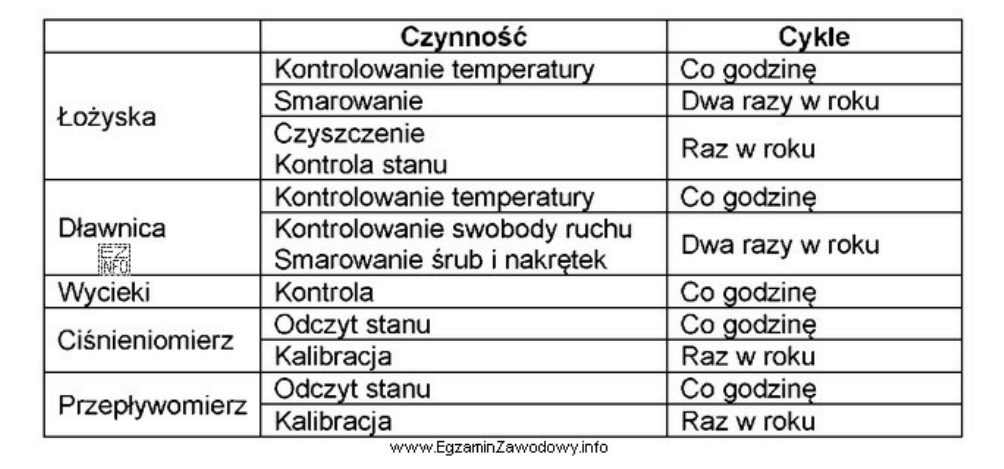 Czynność Cykle
Łożyska
Kontrolowanie temperatury Co godzinę
Smarowanie Dwa razy w roku
Czyszczenie
Kontrola stanu
Raz w roku
Dławnica
Kontrolowanie temperatury Co godzinę
Kontrolowanie swobody ruchu
Smarowanie śrub i nakrętek
Dwa razy w roku
EZ
INFO
Wycieki Kontrola Co godzinę
Ciśnieniomierz
Odczyt stanu Co godzinę
Kalibracja Raz w roku
Przepływomierz
Odczyt stanu Co godzinę
Kalibracja Raz w roku
www.EgzaminZawodowy.info